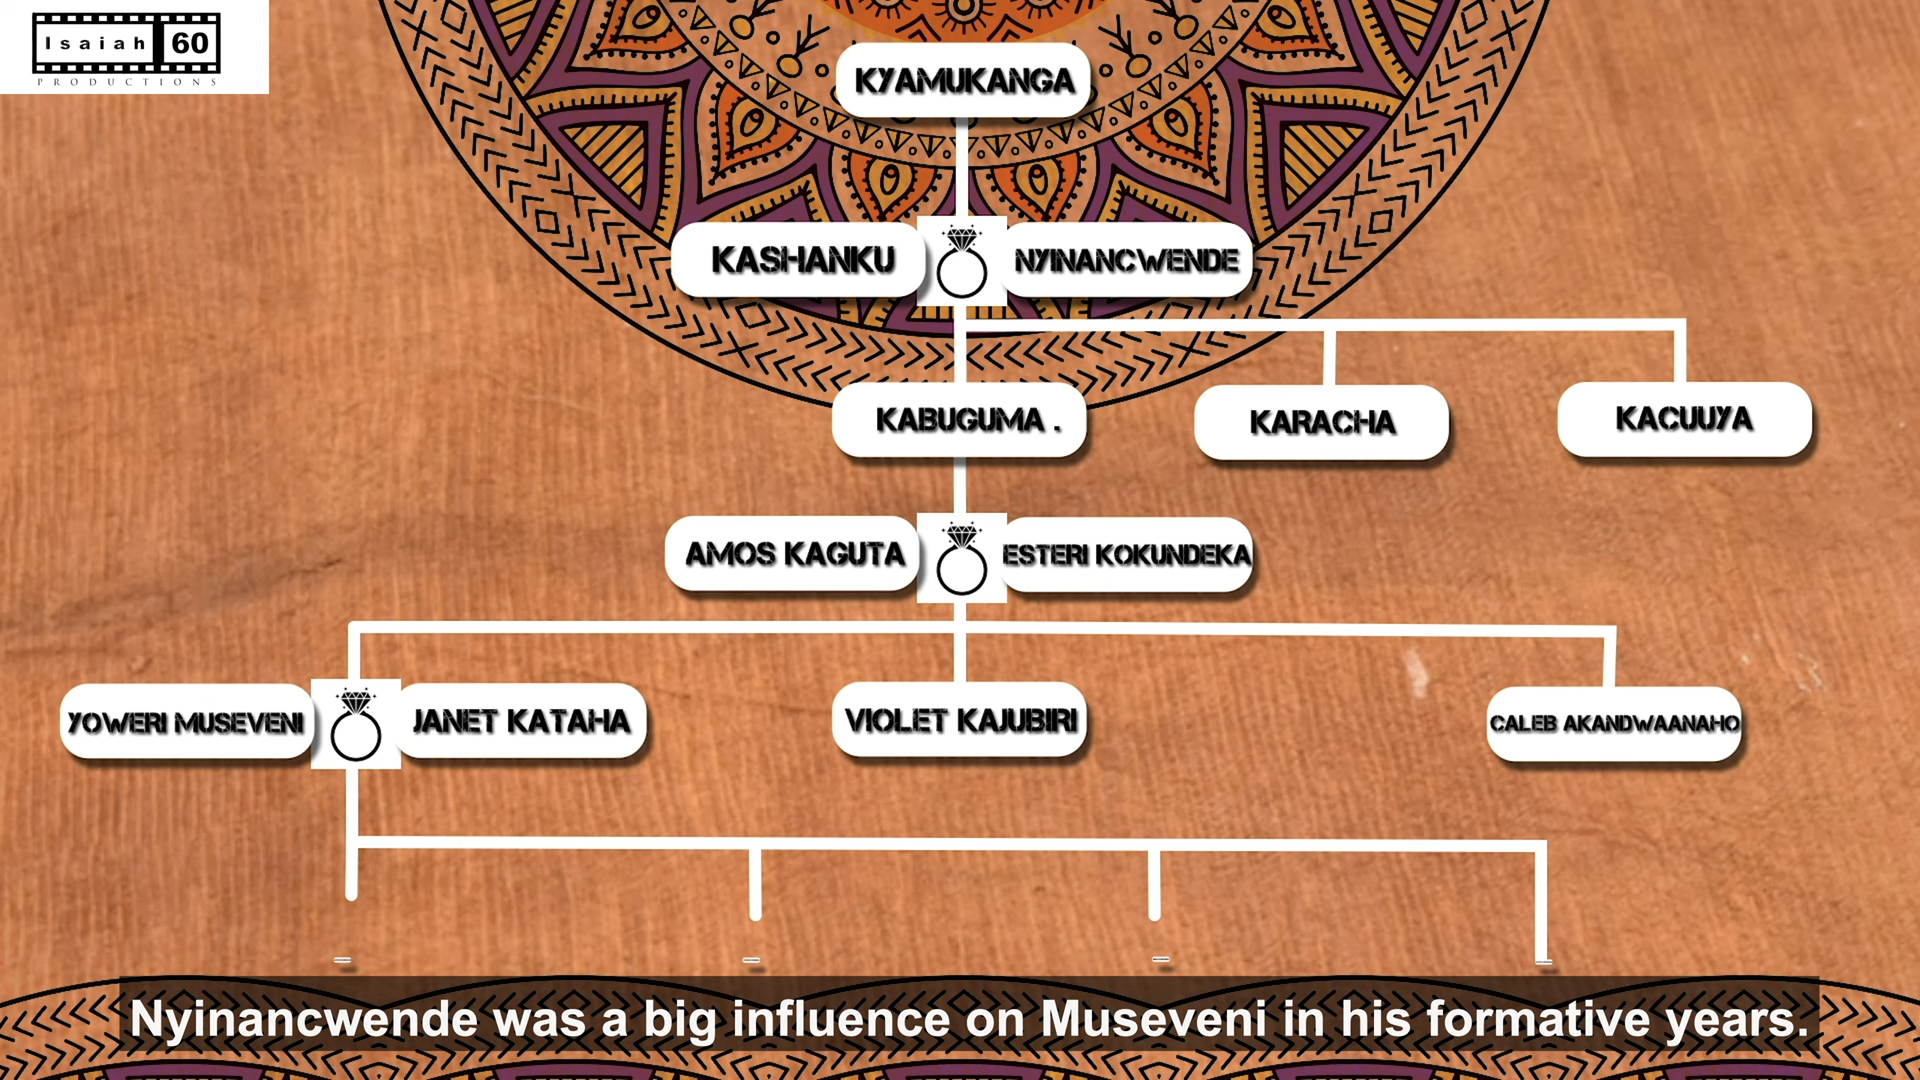 Isaiah 60
PRODUCTIONS
KYAMUKANGA
KASHANKU
NYINANCWENDE
KABUGUMA .
KARACHA
KACUUYA
AMOS KAGUTA
ESTERI KOKUNDEKA
YOWERI MUSEVENI
JANET KATAHA
VIOLET KAJUBIRI
CALEB AKANDWAANAHO
Nyinancwende was a big influence on Museveni in his formative years.